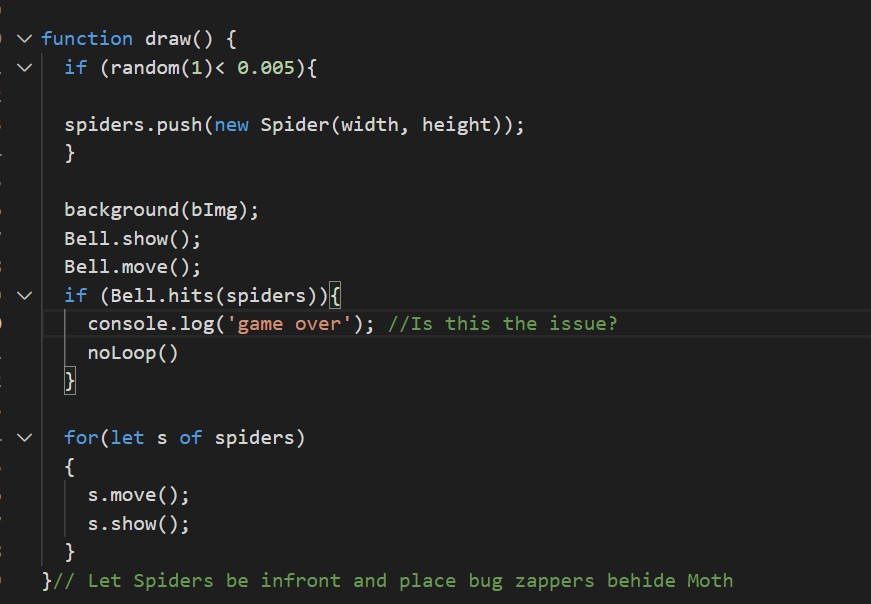 function draw() {
if (random(1)< 0.005){
spiders.push(new Spider(width, height));
}
background(bImg);
Bell.show();
Bell.move();
if (Bell.hits(spiders)){
console.log('game over'); //Is this the issue?
noLoop()
}
for(let s of spiders)
{
s.move();
s.show();
}
}// Let Spiders be infront and place bug zappers behide Moth